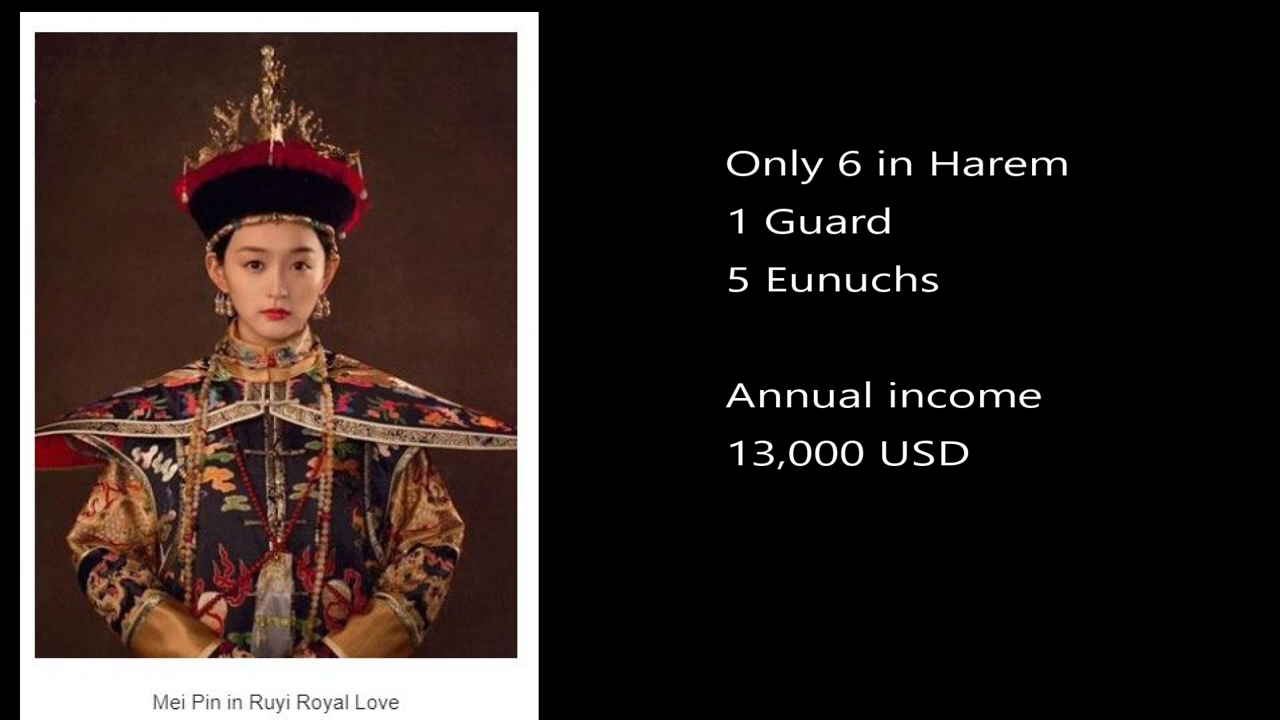 Only 6 in Harem
1 Guard
5 Eunuchs
Annual income
13,000 USD
Mei Pin in Ruyi Royal Love